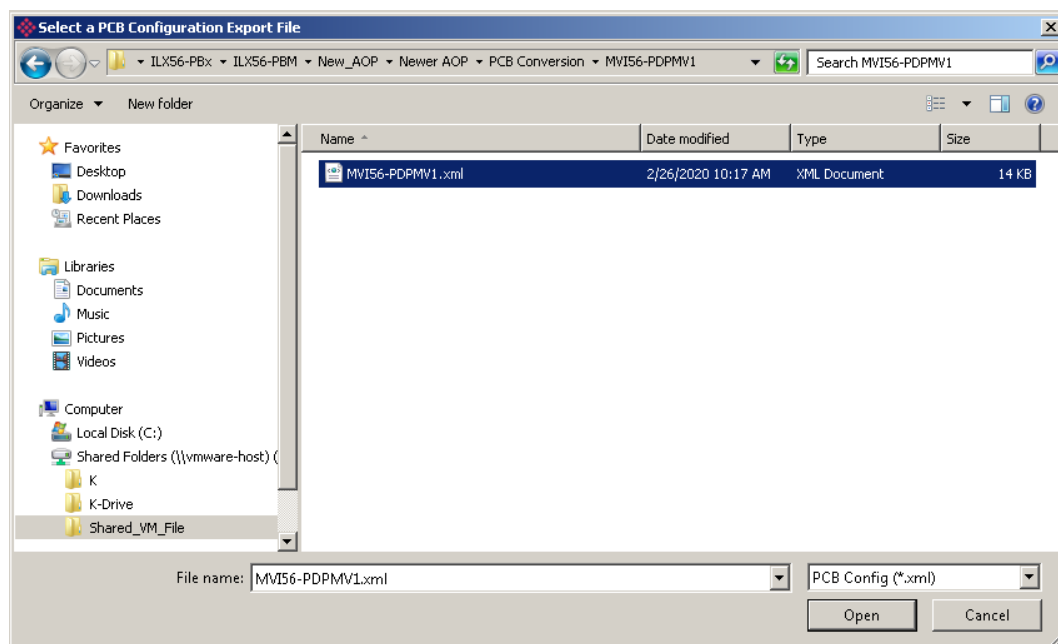 Select a PCB Configuration Export File
ILX56-PBx ILX56-PBM New_AOP Newer AOP PCB Conversion MVI56-PDPMV1 Search MVI56-PDPMV1
Organize New folder
Name Date modified Type Size
MVI56-PDPMV1.xml 2/26/2020 10:17 AM XML Document 14 KB
Favorites
Desktop
Downloads
Recent Places
Libraries
Documents
Music
Pictures
Videos
Computer
Local Disk (C:)
Shared Folders (\\vmware-host) (
K
K-Drive
Shared_VM_File
File name: MVI56-PDPMV1.xml PCB Config (*.xml)
Open Cancel